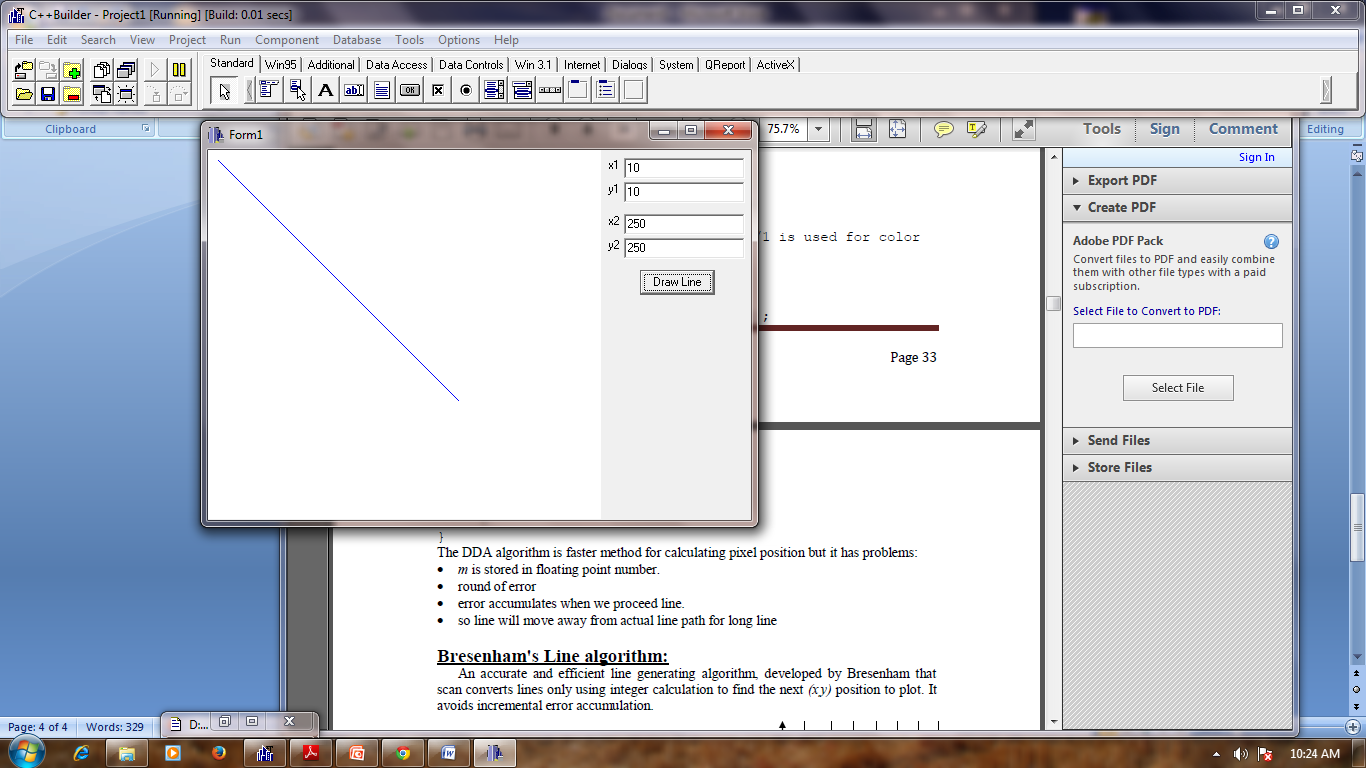 C++Builder - Project1 [Running] [Build: 0.01 secs]
File Edit Search View Project Run Component Database Tools Options Help
Standard Win95 Additional Data Access Data Controls Win 3.1 Internet Dialogs System QReport ActiveX
Clipboard
Form1
75.7%
Tools Sign Comment
Editing
x1 10
y1 10
x2 250
y2 250
Draw Line
/1 is used for color
;
Page 33
Sign In
Export PDF
Create PDF
Adobe PDF Pack
Convert files to PDF and easily combine
them with other file types with a paid
subscription.
Select File to Convert to PDF:
Select File
Send Files
Store Files
}
The DDA algorithm is faster method for calculating pixel position but it has problems:
• m is stored in floating point number.
• round of error
• error accumulates when we proceed line.
• so line will move away from actual line path for long line
Bresenham's Line algorithm:
An accurate and efficient line generating algorithm, developed by Bresenham that
scan converts lines only using integer calculation to find the next (x y) position to plot. It
avoids incremental error accumulation.
Page: 4 of 4 Words: 329
D:...
10:24 AM